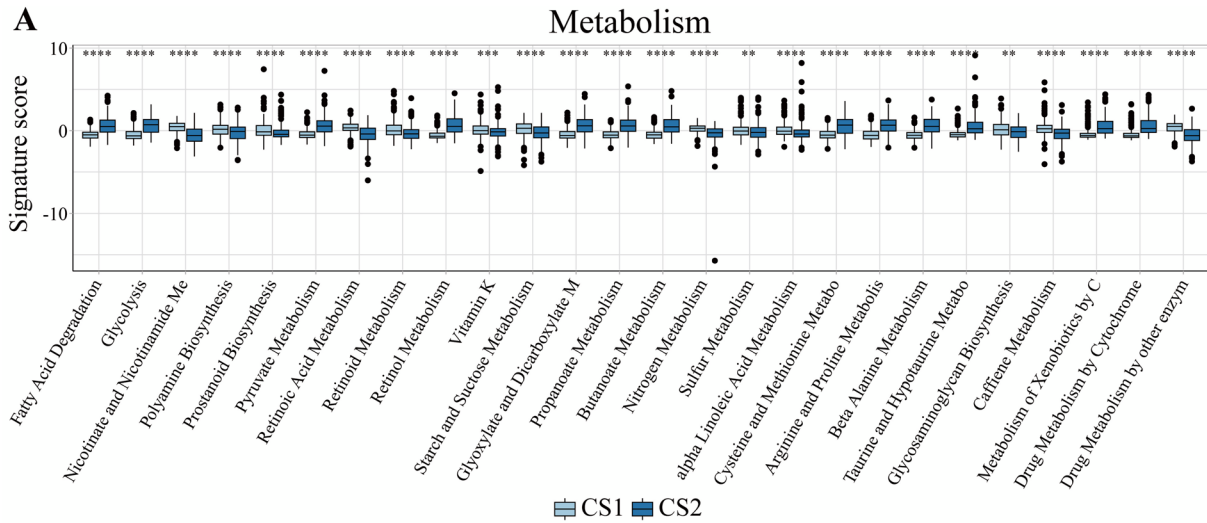 A
Metabolism
Signature score
10
0
-10
**** **** **** **** **** **** **** **** **** *** **** **** **** **** **** ** **** **** **** **** **** ** **** **** **** ****
Fatty Acid Degradation
Glycolysis
Nicotinate and Nicotinamide Me
Polyamine Biosynthesis
Prostanoid Biosynthesis
Pyruvate Metabolism
Retinoic Acid Metabolism
Retinoid Metabolism
Retinol Metabolism
Vitamin K
Starch and Suctose Metabolism
Glyoxylate and Dicarboxylate M
Propanoate Metabolism
Butanoate Metabolism
Nitrogen Metabolism
Sulfur Metabolism
alpha Linoleic Acid Metabolism
Cysteine and Methionine Metabo
Arginine and Proline Metabolis
Beta Alanine Metabolism
Taurine and Hypotaurine Metabo
Glycosaminoglycan Biosynthesis
Caffiene Metabolism
Metabolism of Xenobiotics by C
Drug Metabolism by Cytochrome
Drug Metabolism by other enzym
CS1 CS2